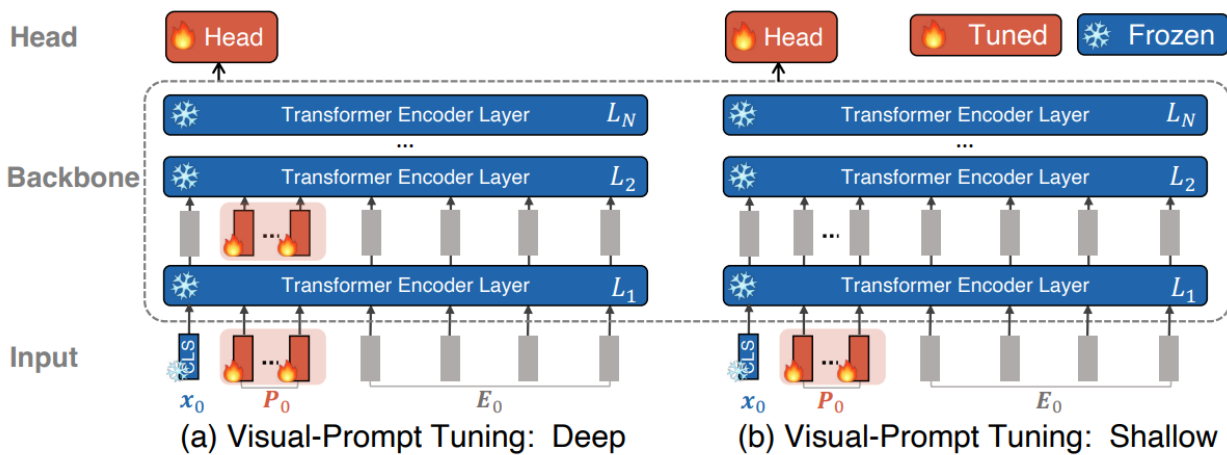 Head
Head
Head
Tuned
Frozen
Backbone
Transformer Encoder Layer L_N
Transformer Encoder Layer L_N
...
...
Transformer Encoder Layer L_2
Transformer Encoder Layer L_2
...
...
Transformer Encoder Layer L_1
Transformer Encoder Layer L_1
Input
CLS
...
CLS
...
x_0
P_0
E_0
x_0
P_0
E_0
(a) Visual-Prompt Tuning: Deep
(b) Visual-Prompt Tuning: Shallow